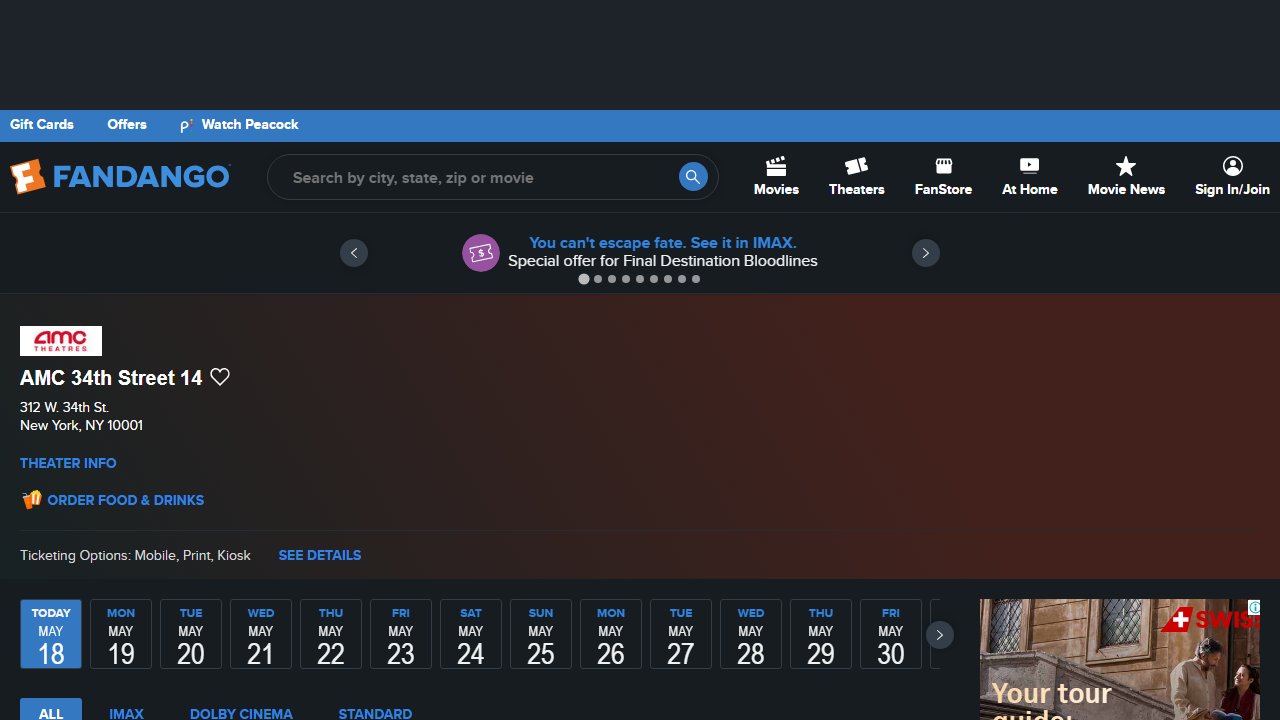 Gift Cards
Offers
Watch Peacock
FANDANGO
Search by city, state, zip or movie
Movies
Theaters
FanStore
At Home
Movie News
Sign In/Join
You can't escape fate. See it in IMAX.
Special offer for Final Destination Bloodlines
amc
THEATRES
AMC 34th Street 14
312 W. 34th St.
New York, NY 10001
THEATER INFO
ORDER FOOD & DRINKS
Ticketing Options: Mobile, Print, Kiosk
SEE DETAILS
TODAY
MAY
18
MON
MAY
19
TUE
MAY
20
WED
MAY
21
THU
MAY
22
FRI
MAY
23
SAT
MAY
24
SUN
MAY
25
MON
MAY
26
TUE
MAY
27
WED
MAY
28
THU
MAY
29
FRI
MAY
30
SWIS
Your tour
guide:
ALL
IMAX
DOLBY CINEMA
STANDARD